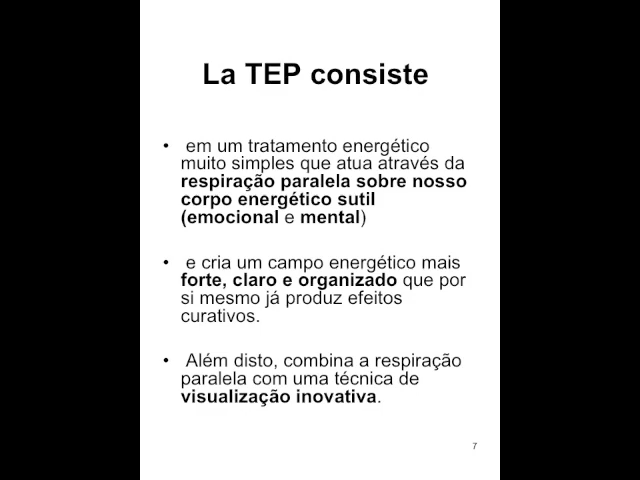 La TEP consiste
• em um tratamento energético
muito simples que atua através da
respiração paralela sobre nosso
corpo energético sutil
(emocional e mental)
• e cria um campo energético mais
forte, claro e organizado que por
si mesmo já produz efeitos
curativos.
• Além disto, combina a respiração
paralela com uma técnica de
visualização inovativa.
7